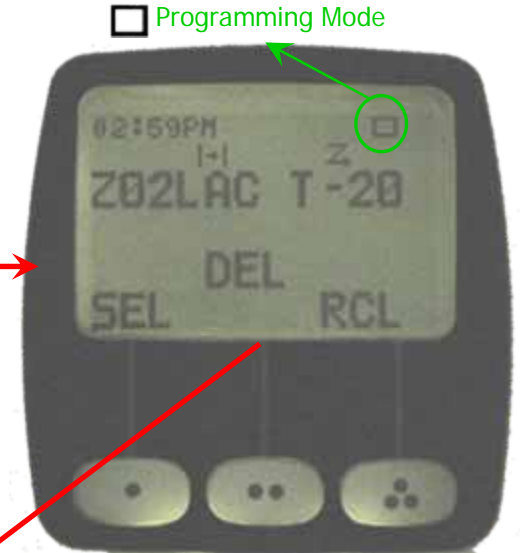 Programming Mode
02:59PM
Z
Z02LAC T-20
DEL
SEL RCL